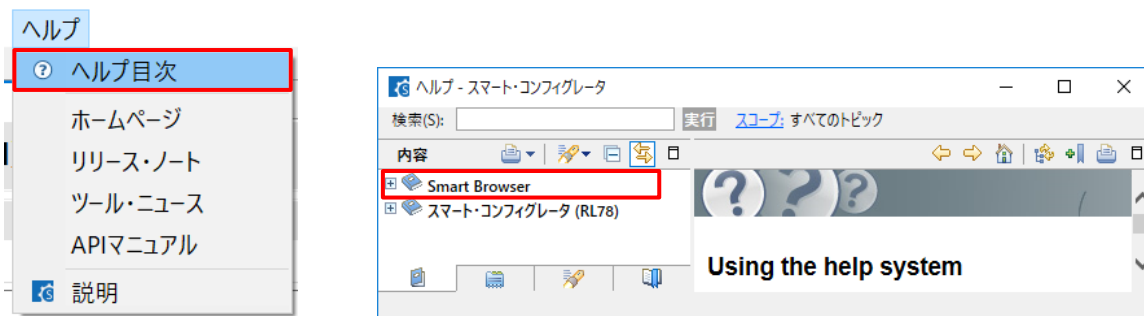 ヘルプ
ヘルプ目次
ホームページ
リリース・ノート
ツール・ニュース
APIマニュアル
説明
ヘルプ - スマート・コンフィグレータ
検索(S):
実行
スコープ: すべてのトピック
内容
Smart Browser
スマート・コンフィグレータ (RL78)
Using the help system